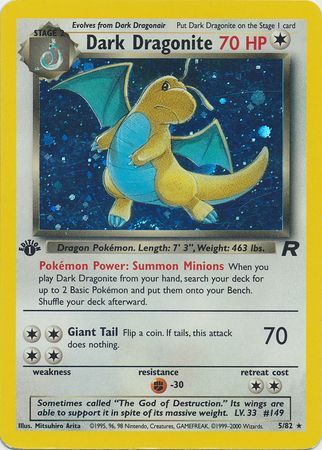 Evolves from Dark Dragonair Put Dark Dragonite on the Stage 1 card
STAGE 2
Dark Dragonite 70 HP
EDITION
1
Dragon Pokémon. Length: 7' 3", Weight: 463 lbs.
R
Pokémon Power: Summon Minions When you
play Dark Dragonite from your hand, search your deck for
up to 2 Basic Pokémon and put them onto your Bench.
Shuffle your deck afterward.
Giant Tail Flip a coin. If tails, this attack
does nothing.
70
weakness resistance retreat cost
-30
Sometimes called "The God of Destruction." Its wings are
able to support it in spite of its massive weight. LV. 33 #149
Illus. Mitsuhiro Arita ©1995, 96, 98 Nintendo, Creatures, GAMEFREAK. ©1999-2000 Wizards. 5/82 ★